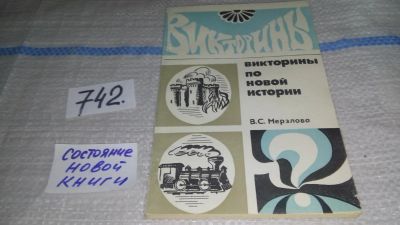 ВИКТОРИНЫ
викторины
по
новой
истории
В.С. Мерзлова
742.
состояние
новой
книги